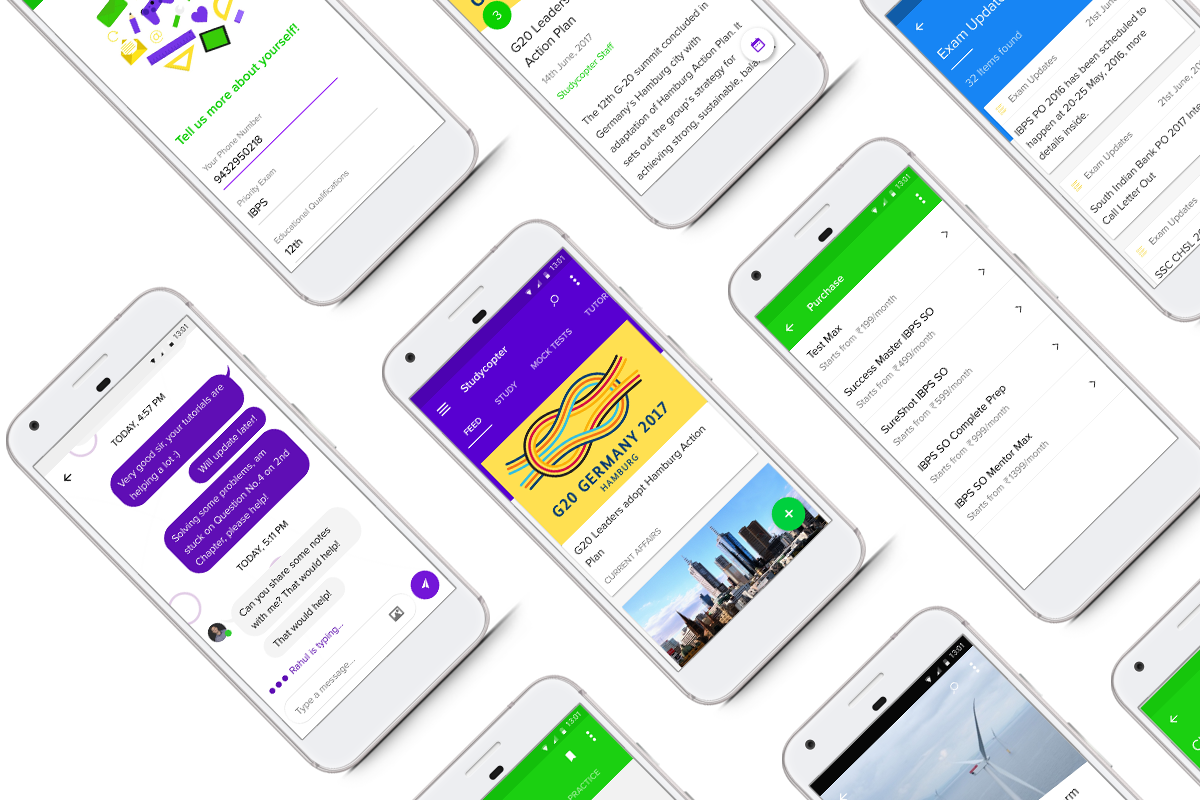 Tell us more about yourself!
Your Phone Number
9432950218
Priority Exam
IBPS
Educational Qualifications
12th
3
G20 Leaders
Action Plan
14th June, 2017
Studycopter Staff
The 12th G-20 summit concluded in
Germany's Hamburg City with
adaptation of Hamburg Action Plan. It
sets out the group's strategy for
achieving strong, sustainable,
Exam Updates
32 Items found
21st June,
Exam Updates
IBPS PO 2016 has been scheduled to
happen at 20-25 May, 2016, more
details inside.
21st June,
Exam Updates
South Indian Bank PO 2017
Call Letter Out
Exam Updates
SSC CHSL
13:01
TODAY, 4:57 PM
Very good sir, your tutorials are
helping a lot :)
Will update later!
Solving some problems, am
stuck on Question No.4 on 2nd
Chapter, please help!
TODAY, 5:11 PM
Can you share some notes
with me? That would help!
That would help!
Rahul is typing...
Type a message...
13:01
Studycopter
FEED
STUDY
MOCK TESTS
TUTOR
G20 GERMANY 2017
HAMBURG
G20 Leaders adopt Hamburg Action
Plan
CURRENT AFFAIRS
13:01
Purchase
Test Max
Starts from ₹199/month
Success Master IBPS SO
Starts from ₹499/month
SureShot IBPS SO
Starts from ₹599/month
IBPS SO Complete Prep
Starts from ₹999/month
IBPS SO Mentor Max
Starts from ₹1399/month
13:01
PRACTICE
13:01
rm